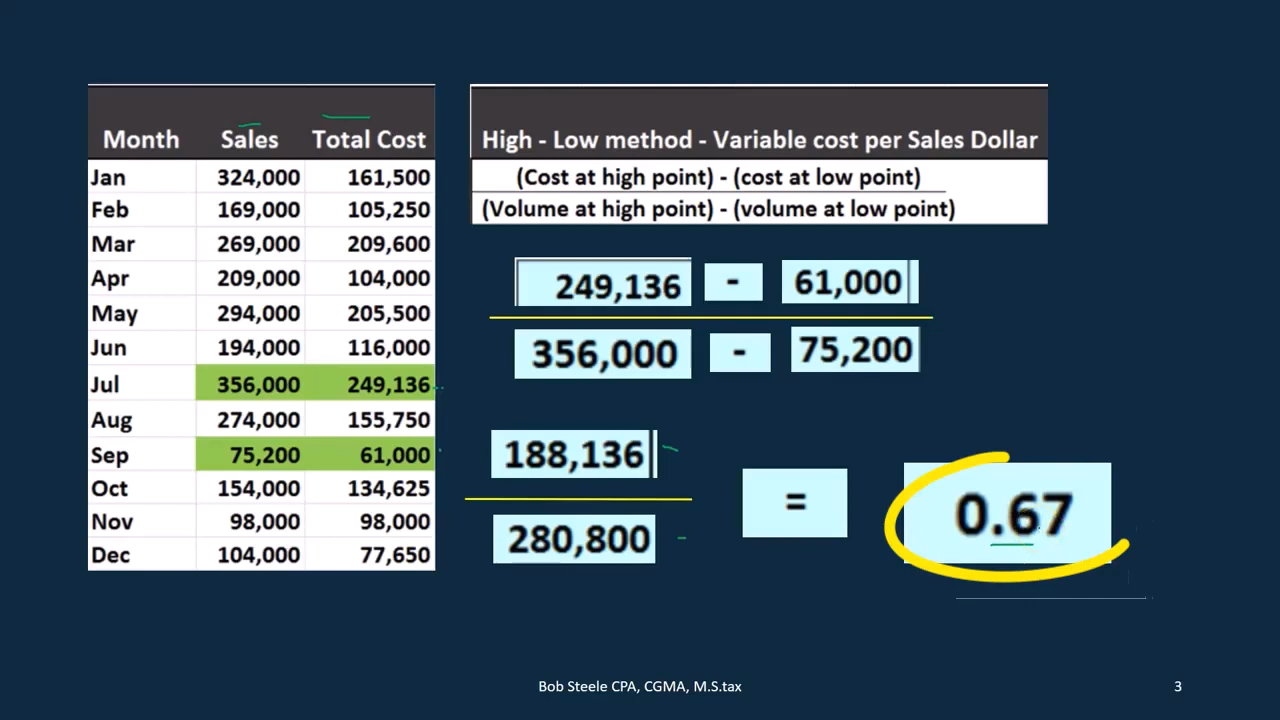 Month Sales Total Cost
Jan 324,000 161,500
Feb 169,000 105,250
Mar 269,000 209,600
Apr 209,000 104,000
May 294,000 205,500
Jun 194,000 116,000
Jul 356,000 249,136
Aug 274,000 155,750
Sep 75,200 61,000
Oct 154,000 134,625
Nov 98,000 98,000
Dec 104,000 77,650
High - Low method - Variable cost per Sales Dollar
(Cost at high point) - (cost at low point)
(Volume at high point) - (volume at low point)
249,136 - 61,000
356,000 - 75,200
188,136
280,800
= 0.67
Bob Steele CPA, CGMA, M.S.tax
3